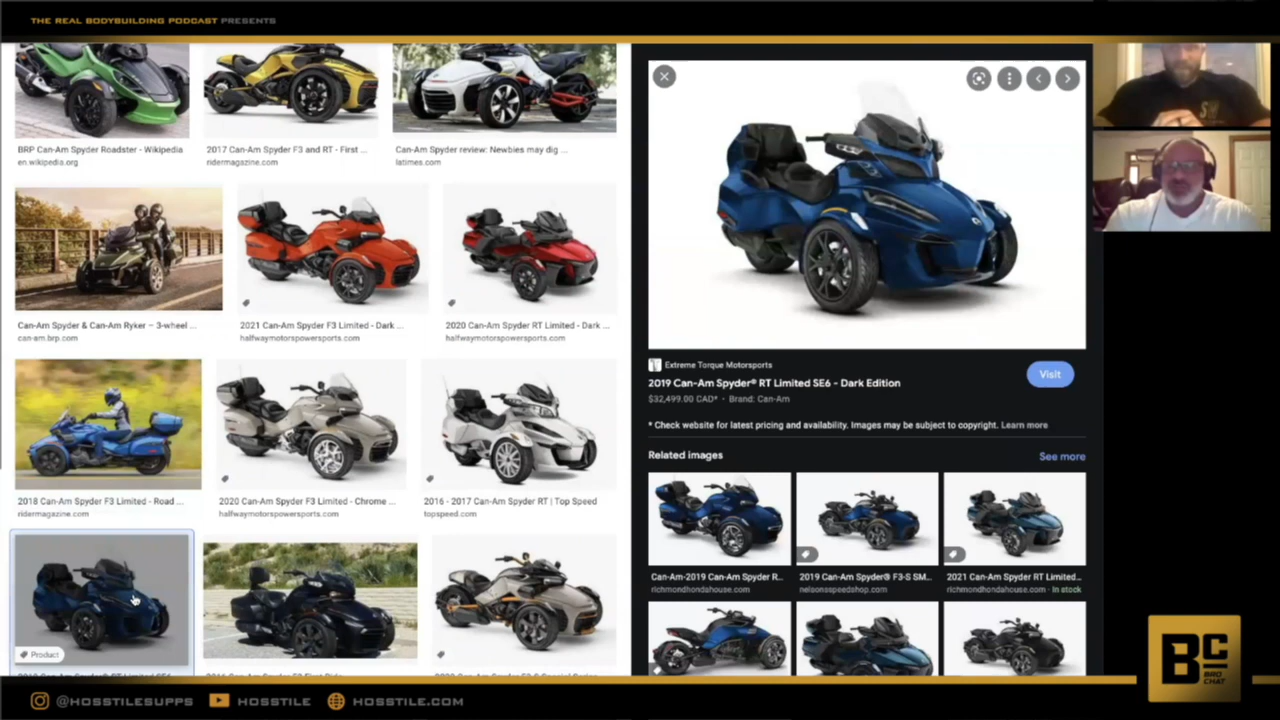 THE REAL BODYBUILDING PODCAST PRESENTS
BRP Can-Am Spyder Roadster - Wikipedia
en.wikipedia.org
2017 Can-Am Spyder F3 and RT - First ...
ridermagazine.com
Can-Am Spyder review: Newbies may dig ...
latimes.com
Can-Am Spyder & Can-Am Ryker – 3-wheel ...
can-am.brp.com
2021 Can-Am Spyder F3 Limited - Dark ...
halfwaymotorspowersports.com
2020 Can-Am Spyder RT Limited - Dark ...
halfwaymotorspowersports.com
2018 Can-Am Spyder F3 Limited - Road ...
ridermagazine.com
2020 Can-Am Spyder F3 Limited - Chrome ...
halfwaymotorspowersports.com
2016 - 2017 Can-Am Spyder RT | Top Speed
topspeed.com
Product
Extreme Torque Motorsports
2019 Can-Am Spyder® RT Limited SE6 - Dark Edition
$32,499.00 CAD* · Brand: Can-Am
Visit
* Check website for latest pricing and availability. Images may be subject to copyright. Learn more
Related images
See more
Can-Am-2019 Can-Am Spyder R...
richmondhondahouse.com
2019 Can-Am Spyder® F3-S SM...
nelsonsspeedshop.com
2021 Can-Am Spyder RT Limited...
richmondhondahouse.com · In stock
BC
BRO
CHAT
@HOSSTILESUPPS
HOSSTILE
HOSSTILE.COM